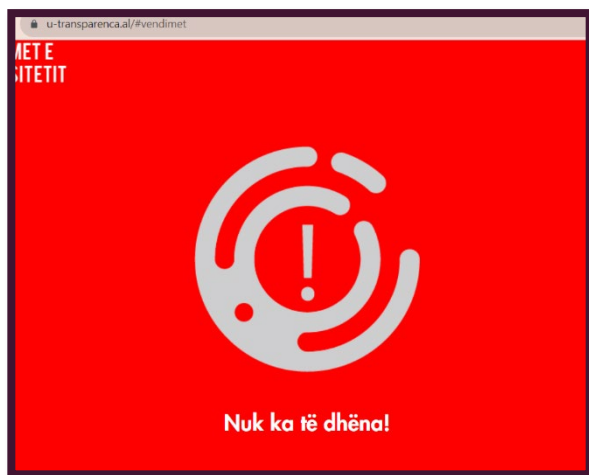 u-transparenca.al/#vendimet
MET E
SITETIT
!
Nuk ka të dhëna!